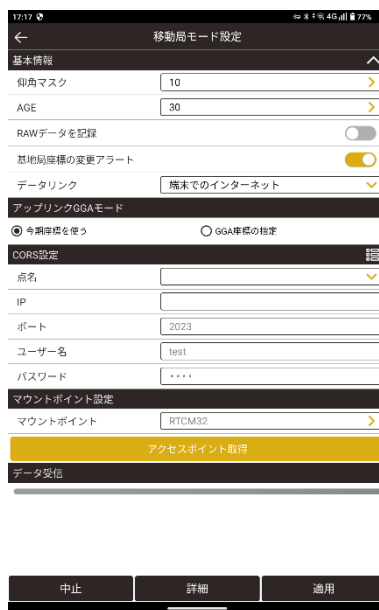 17:17 4G 77%
移動局モード設定
基本情報
仰角マスク 10
AGE 30
RAWデータを記録
基地局座標の変更アラート
データリンク 端末でのインターネット
アップリンクGGAモード
今期座標を使う GGA座標の指定
CORS設定
点名
IP
ポート 2023
ユーザー名 test
パスワード ····
マウントポイント設定
マウントポイント RTCM32
アクセスポイント取得
データ受信
中止 詳細 適用